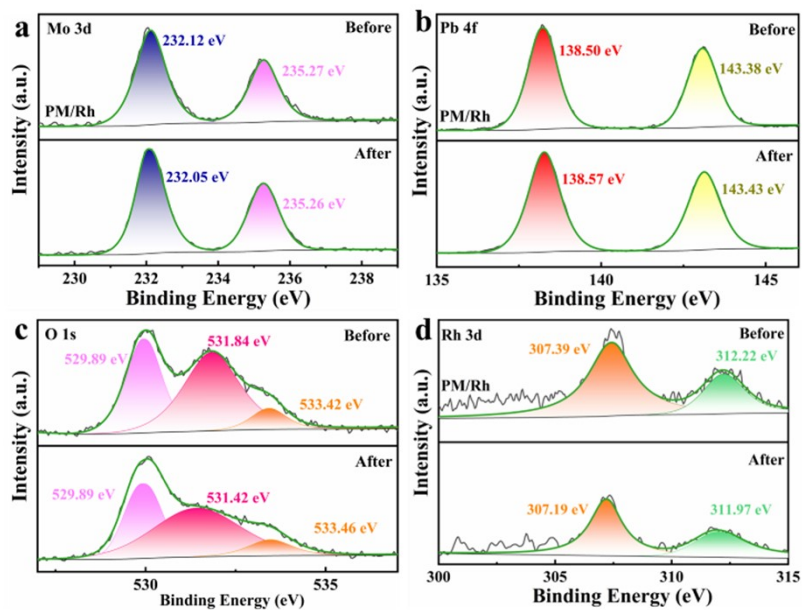 a
Mo 3d
Before
232.12 eV
235.27 eV
PM/Rh
After
232.05 eV
235.26 eV
Intensity (a.u.)
230 232 234 236 238
Binding Energy (eV)
b
Pb 4f
Before
138.50 eV
143.38 eV
PM/Rh
After
138.57 eV
143.43 eV
Intensity (a.u.)
135 140 145
Binding Energy (eV)
c
O 1s
Before
529.89 eV
531.84 eV
533.42 eV
After
529.89 eV
531.42 eV
533.46 eV
Intensity (a.u.)
530 535
Binding Energy (eV)
d
Rh 3d
Before
307.39 eV
312.22 eV
PM/Rh
After
307.19 eV
311.97 eV
Intensity (a.u.)
300 305 310 315
Binding Energy (eV)